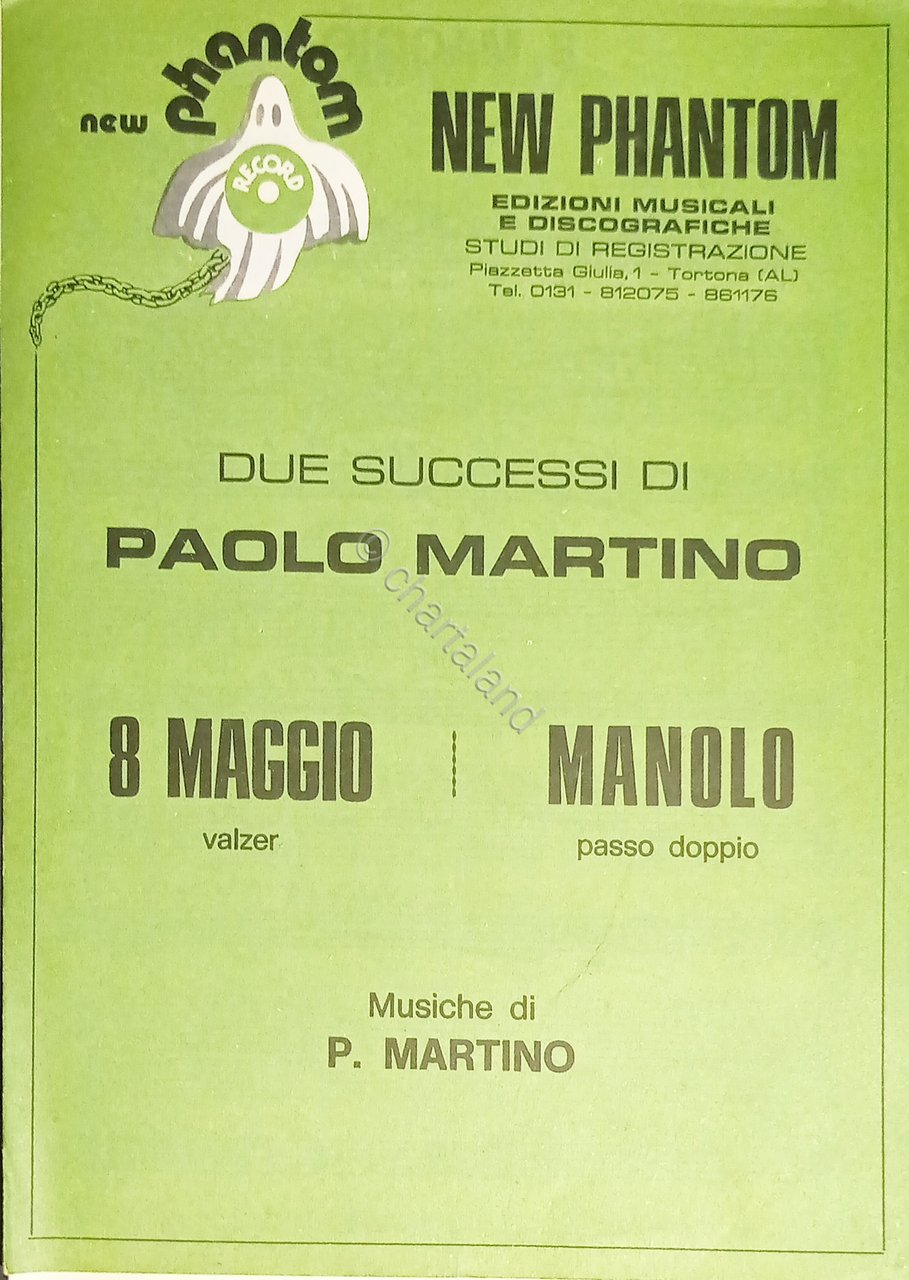 new phantom
RECORD
NEW PHANTOM
EDIZIONI MUSICALI
E DISCOGRAFICHE
STUDI DI REGISTRAZIONE
Piazzetta Giulia, 1 - Tortona (AL)
Tel. 0131 - 812075 - 861176
DUE SUCCESSI DI
PAOLO MARTINO
© chartaland
8 MAGGIO
valzer
MANOLO
passo doppio
Musiche di
P. MARTINO